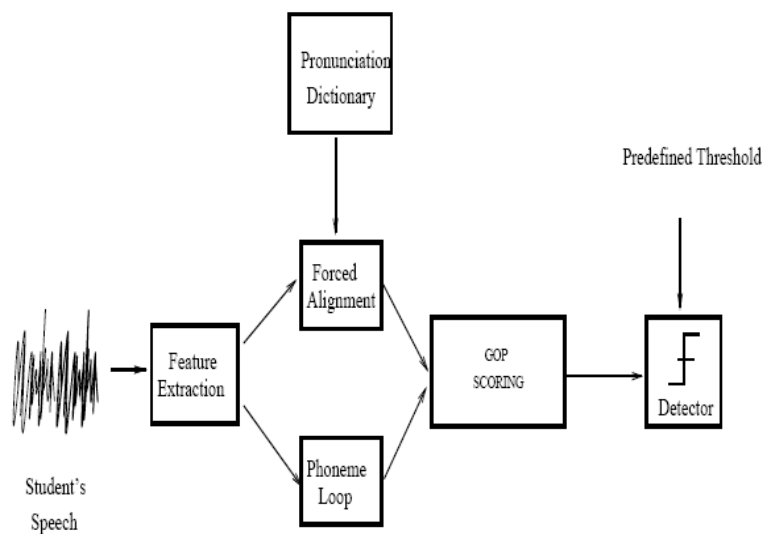 Pronunciation
Dictionary
Predefined Threshold
Forced
Alignment
Feature
Extraction
GOP
SCORING
Detector
Phoneme
Loop
Student's
Speech